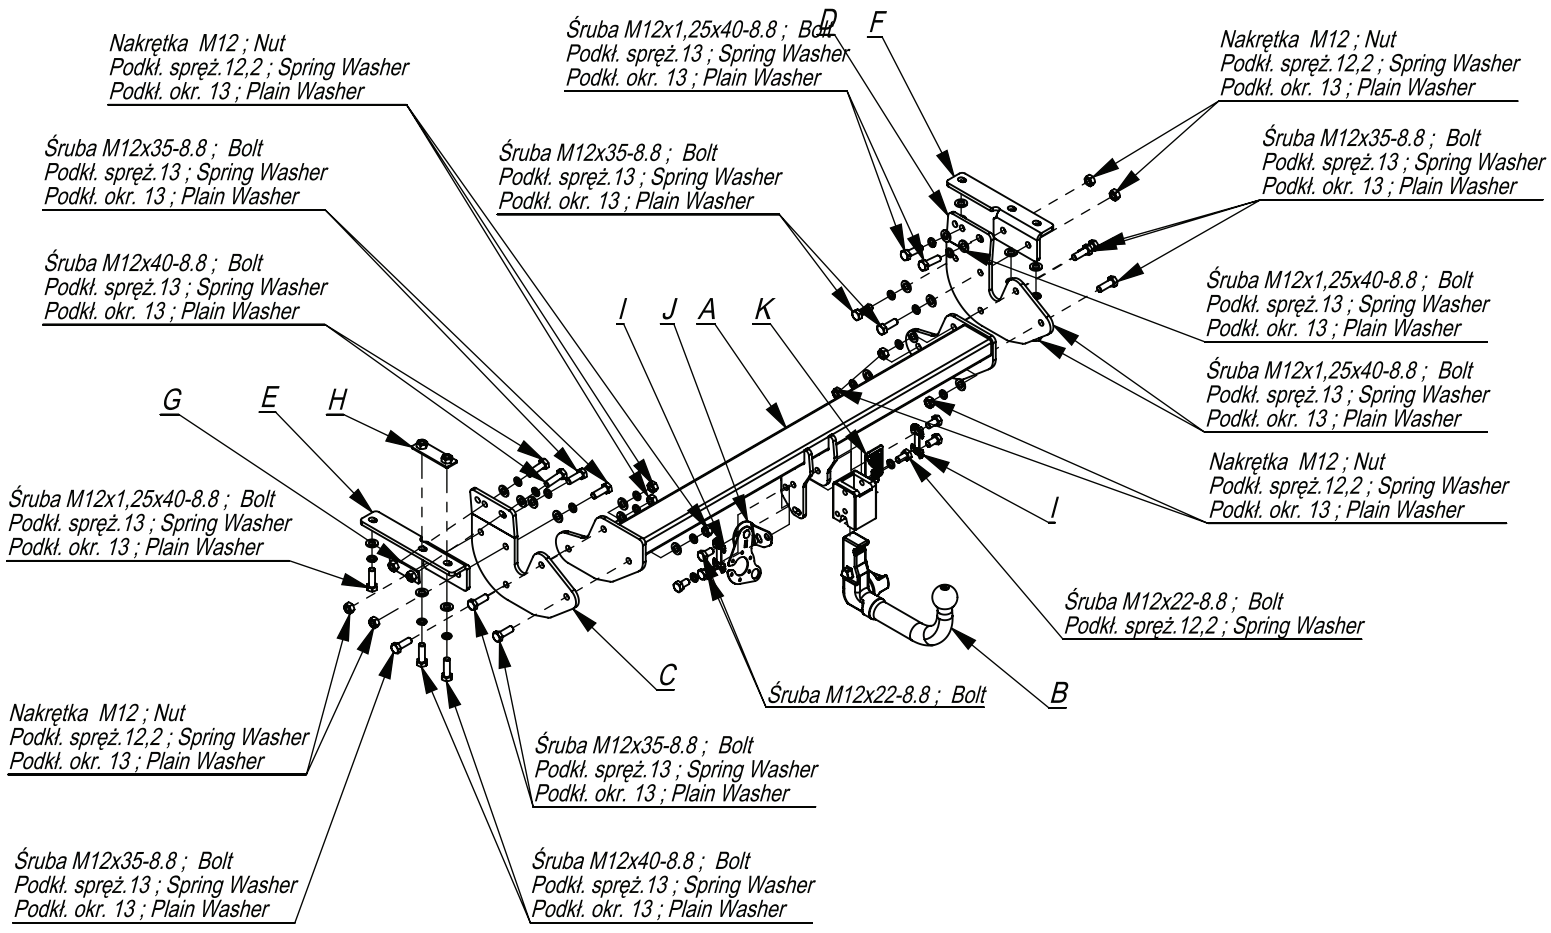 Śruba M12x1,25x40-8.8 ;  Bolt
Podkł. spręż.13 ; Spring Washer
Podkł. okr. 13 ; Plain Washer
D
F
Nakrętka  M12 ; Nut
Podkł. spręż.12,2 ; Spring Washer
Podkł. okr. 13 ; Plain Washer
Nakrętka  M12 ; Nut
Podkł. spręż.12,2 ; Spring Washer
Podkł. okr. 13 ; Plain Washer
Śruba M12x35-8.8 ;  Bolt
Podkł. spręż.13 ; Spring Washer
Podkł. okr. 13 ; Plain Washer
Śruba M12x35-8.8 ;  Bolt
Podkł. spręż.13 ; Spring Washer
Podkł. okr. 13 ; Plain Washer
Śruba M12x35-8.8 ;  Bolt
Podkł. spręż.13 ; Spring Washer
Podkł. okr. 13 ; Plain Washer
Śruba M12x40-8.8 ;  Bolt
Podkł. spręż.13 ; Spring Washer
Podkł. okr. 13 ; Plain Washer
I
J
A
K
Śruba M12x1,25x40-8.8 ;  Bolt
Podkł. spręż.13 ; Spring Washer
Podkł. okr. 13 ; Plain Washer
Śruba M12x1,25x40-8.8 ;  Bolt
Podkł. spręż.13 ; Spring Washer
Podkł. okr. 13 ; Plain Washer
G
E
H
Nakrętka  M12 ; Nut
Podkł. spręż.12,2 ; Spring Washer
Podkł. okr. 13 ; Plain Washer
Śruba M12x1,25x40-8.8 ;  Bolt
Podkł. spręż.13 ; Spring Washer
Podkł. okr. 13 ; Plain Washer
I
Śruba M12x22-8.8 ;  Bolt
Podkł. spręż.12,2 ; Spring Washer
C
Śruba M12x22-8.8 ;  Bolt
B
Nakrętka  M12 ; Nut
Podkł. spręż.12,2 ; Spring Washer
Podkł. okr. 13 ; Plain Washer
Śruba M12x35-8.8 ;  Bolt
Podkł. spręż.13 ; Spring Washer
Podkł. okr. 13 ; Plain Washer
Śruba M12x35-8.8 ;  Bolt
Podkł. spręż.13 ; Spring Washer
Podkł. okr. 13 ; Plain Washer
Śruba M12x40-8.8 ;  Bolt
Podkł. spręż.13 ; Spring Washer
Podkł. okr. 13 ; Plain Washer